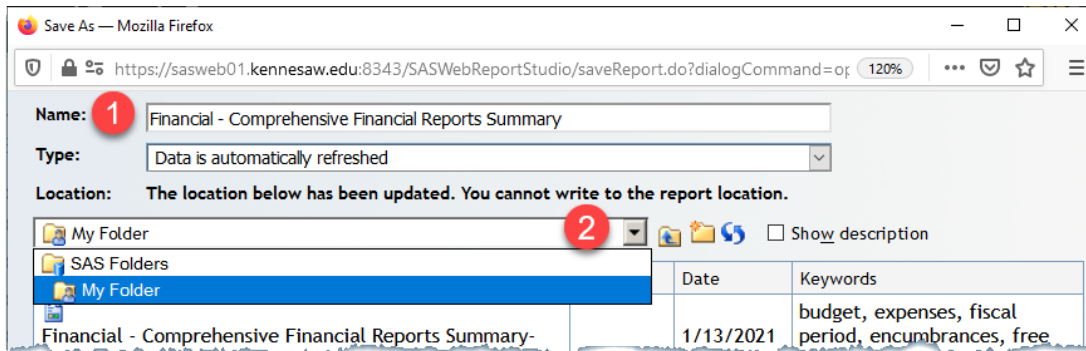 Save As — Mozilla Firefox
https://sasweb01.kennesaw.edu:8343/SASWebReportStudio/saveReport.do?dialogCommand=op 120%
Name: 1 Financial - Comprehensive Financial Reports Summary
Type: Data is automatically refreshed
Location: The location below has been updated. You cannot write to the report location.
My Folder 2 Show description
SAS Folders
My Folder
Date Keywords
Financial - Comprehensive Financial Reports Summary- 1/13/2021 budget, expenses, fiscal
period, encumbrances, free